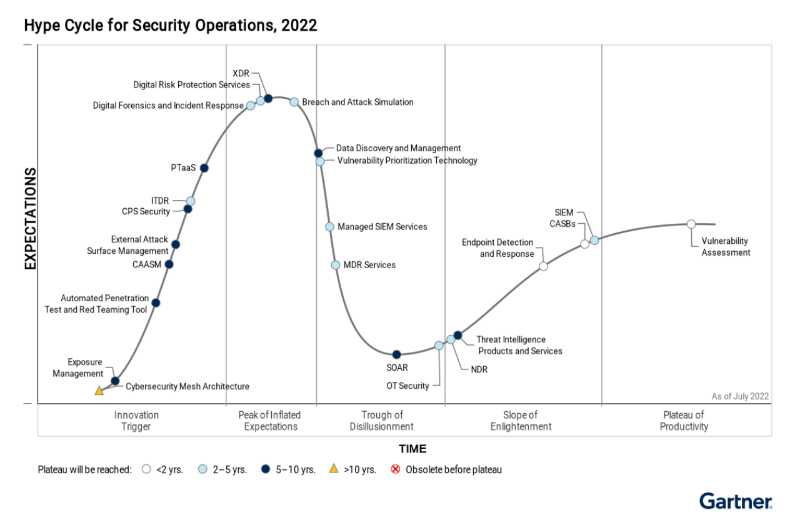 Hype Cycle for Security Operations, 2022
XDR
Digital Risk Protection Services
Digital Forensics and Incident Response
Breach and Attack Simulation
Data Discovery and Management
Vulnerability Prioritization Technology
PTaaS
ITDR
CPS Security
External Attack
Surface Management
CAASM
Automated Penetration
Test and Red Teaming Tool
Exposure
Management
Cybersecurity Mesh Architecture
Managed SIEM Services
MDR Services
SOAR
OT Security
NDR
Threat Intelligence
Products and Services
Endpoint Detection
and Response
SIEM
CASBs
Vulnerability
Assessment
EXPECTATIONS
As of July 2022
Innovation
Trigger
Peak of Inflated
Expectations
Trough of
Disillusionment
Slope of
Enlightenment
Plateau of
Productivity
TIME
Plateau will be reached: <2 yrs. 2–5 yrs. 5–10 yrs. >10 yrs. Obsolete before plateau
Gartner